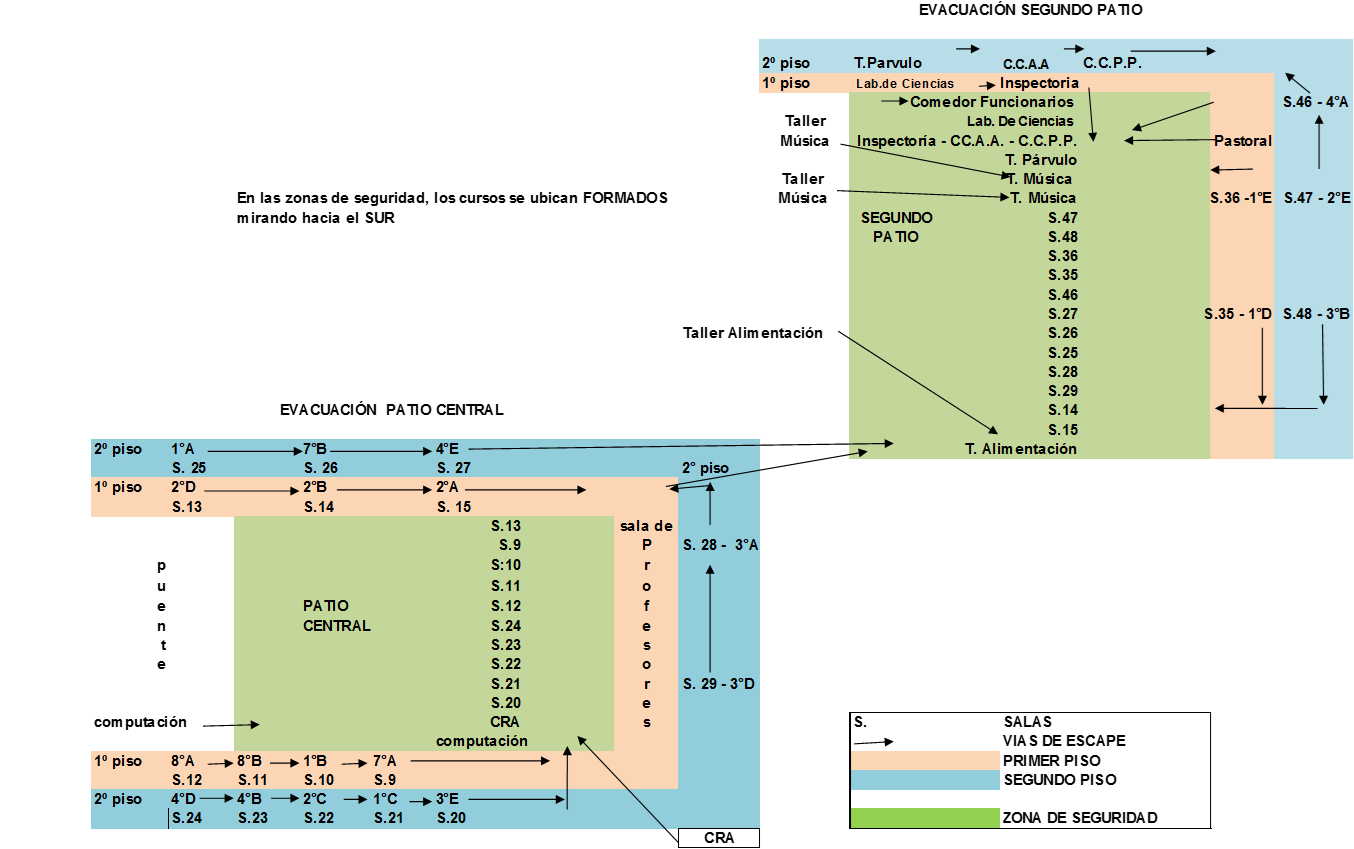 EVACUACIÓN SEGUNDO PATIO
2º piso T.Parvulo C.C.A.A C.C.P.P.
1º piso Lab.de Ciencias Inspectoria
Comedor Funcionarios S.46 - 4°A
Taller Lab. De Ciencias
Música Inspectoría - CC.A.A. - C.C.P.P. Pastoral
T. Párvulo
Taller T. Música
Música T. Música S.36 -1°E S.47 - 2°E
En las zonas de seguridad, los cursos se ubican FORMADOS
mirando hacia el SUR
SEGUNDO S.47
PATIO S.48
S.36
S.35
S.46
S.27 S.35 - 1°D S.48 - 3°B
Taller Alimentación S.26
S.25
S.28
S.29
S.14
S.15
T. Alimentación
EVACUACIÓN PATIO CENTRAL
2º piso 1°A 7°B 4°E
S. 25 S. 26 S. 27 2° piso
1º piso 2°D 2°B 2°A
S.13 S.14 S. 15
S.13 sala de
S.9 P S. 28 - 3°A
p S:10 r
u S.11 o
e PATIO S.12 f
n CENTRAL S.24 e
t S.23 s
e S.22 o
S.21 r S. 29 - 3°D
S.20 e
computación CRA s
computación
1º piso 8°A 8°B 1°B 7°A
S.12 S.11 S.10 S.9
2º piso 4°D 4°B 2°C 1°C 3°E
S.24 S.23 S.22 S.21 S.20
CRA
S. SALAS
VIAS DE ESCAPE
PRIMER PISO
SEGUNDO PISO
ZONA DE SEGURIDAD